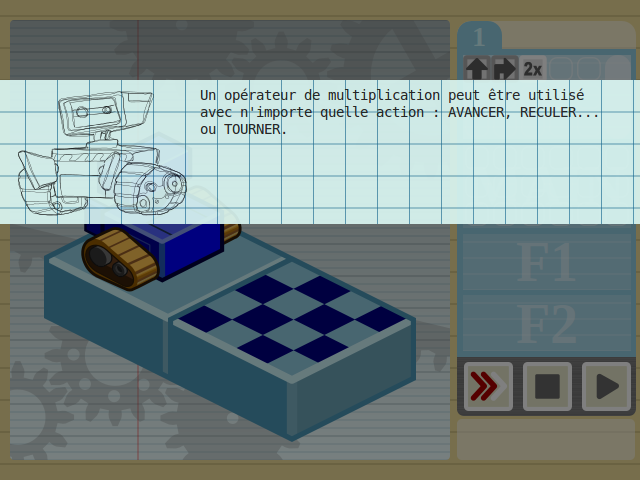 1
2x
Un opérateur de multiplication peut être utilisé
avec n'importe quelle action : AVANCER, RECULER...
ou TOURNER.
F1
F2